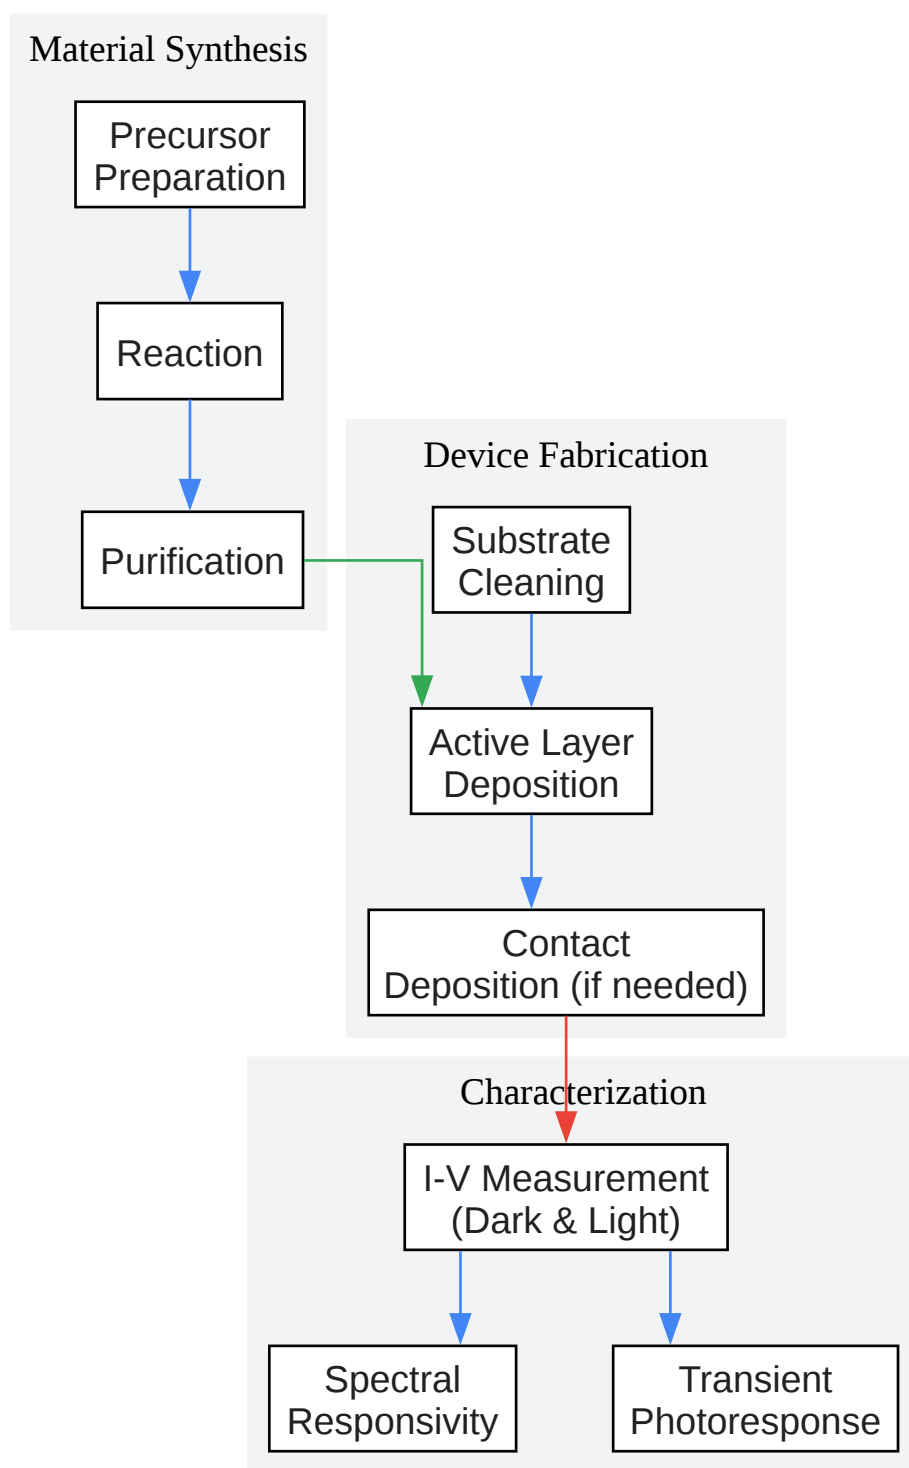 Material Synthesis
Precursor
Preparation
Reaction
Purification
Device Fabrication
Substrate
Cleaning
Active Layer
Deposition
Contact
Deposition (if needed)
Characterization
I-V Measurement
(Dark & Light)
Spectral
Responsivity
Transient
Photoresponse